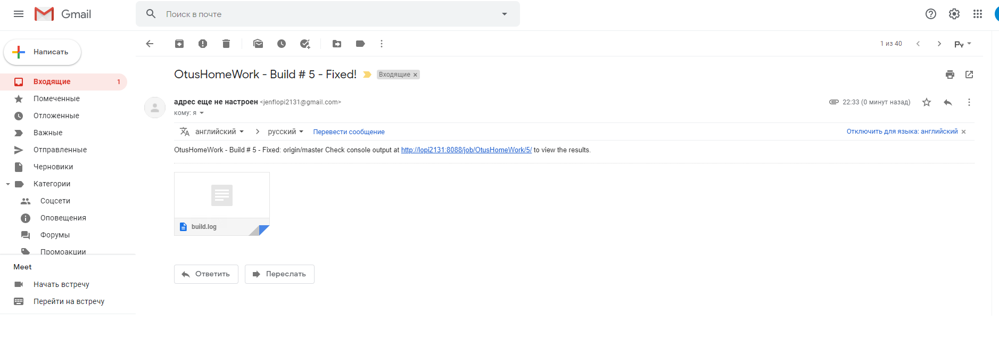 Gmail
Поиск в почте
Написать
1 из 40
Ру
Входящие 1
Помеченные
Отложенные
Важные
Отправленные
Черновики
Категории
Соцсети
Оповещения
Форумы
Промоакции
Meet
Начать встречу
Перейти на встречу
OtusHomeWork - Build # 5 - Fixed! Входящие ×
адрес еще не настроен <jenflopi2131@gmail.com> 22:33 (0 минут назад)
кому: я
английский > русский Перевести сообщение Отключить для языка: английский ×
OtusHomeWork - Build # 5 - Fixed: origin/master Check console output at http://lopi2131:8088/job/OtusHomeWork/5/ to view the results.
build.log
Ответить Переслать